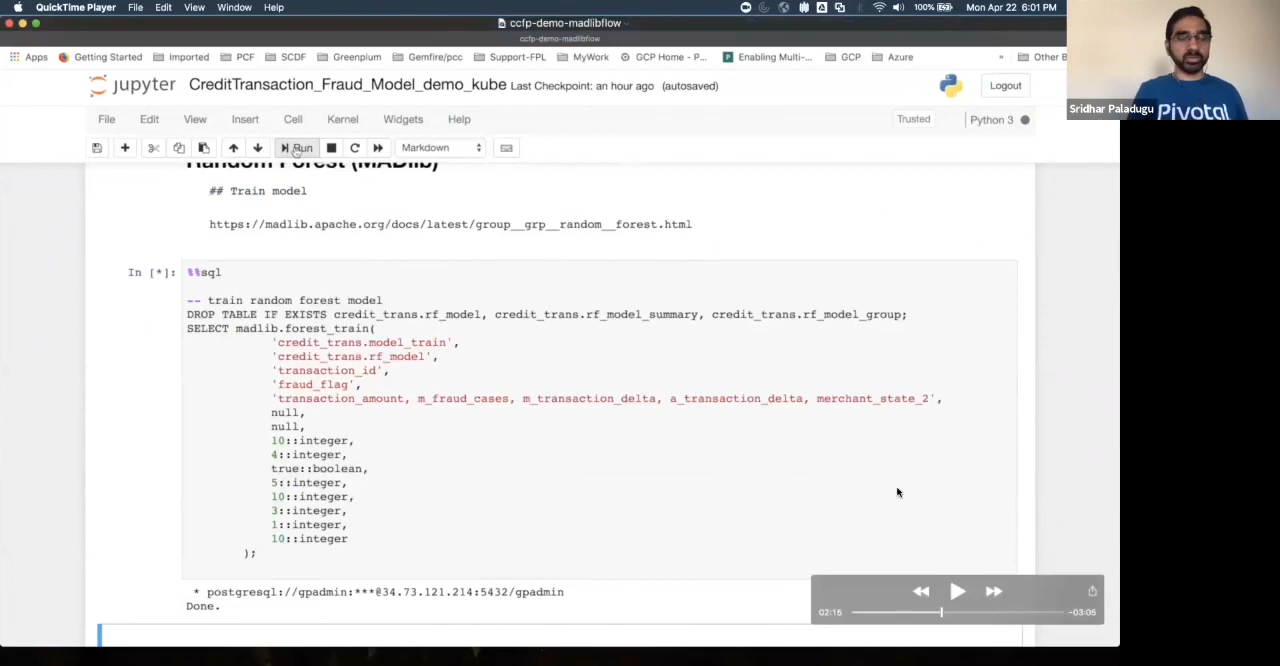 QuickTime Player File Edit View Window Help 100% Mon Apr 22 6:01 PM
ccfp-demo-madlibflow
ccfp-demo-madlibflow
Apps Getting Started Imported PCF SCDF Greenplum Gemfire/pcc Support-FPL MyWork GCP Home - P... Enabling Multi-... GCP Azure » Other B
jupyter CreditTransaction_Fraud_Model_demo_kube Last Checkpoint: an hour ago (autosaved) Logout
Sridhar Paladugu
Pivotal
File Edit View Insert Cell Kernel Widgets Help Trusted Python 3
Run Markdown
Random Forest (MADlib)
## Train model
https://madlib.apache.org/docs/latest/group__grp__random__forest.html
In [*]: %%sql
-- train random forest model
DROP TABLE IF EXISTS credit_trans.rf_model, credit_trans.rf_model_summary, credit_trans.rf_model_group;
SELECT madlib.forest_train(
'credit_trans.model_train',
'credit_trans.rf_model',
'transaction_id',
'fraud_flag',
'transaction_amount, m_fraud_cases, m_transaction_delta, a_transaction_delta, merchant_state_2',
null,
null,
10::integer,
4::integer,
true::boolean,
5::integer,
10::integer,
3::integer,
1::integer,
10::integer
);
* postgresql://gpadmin:***@34.73.121.214:5432/gpadmin
Done.
02:15 -03:05